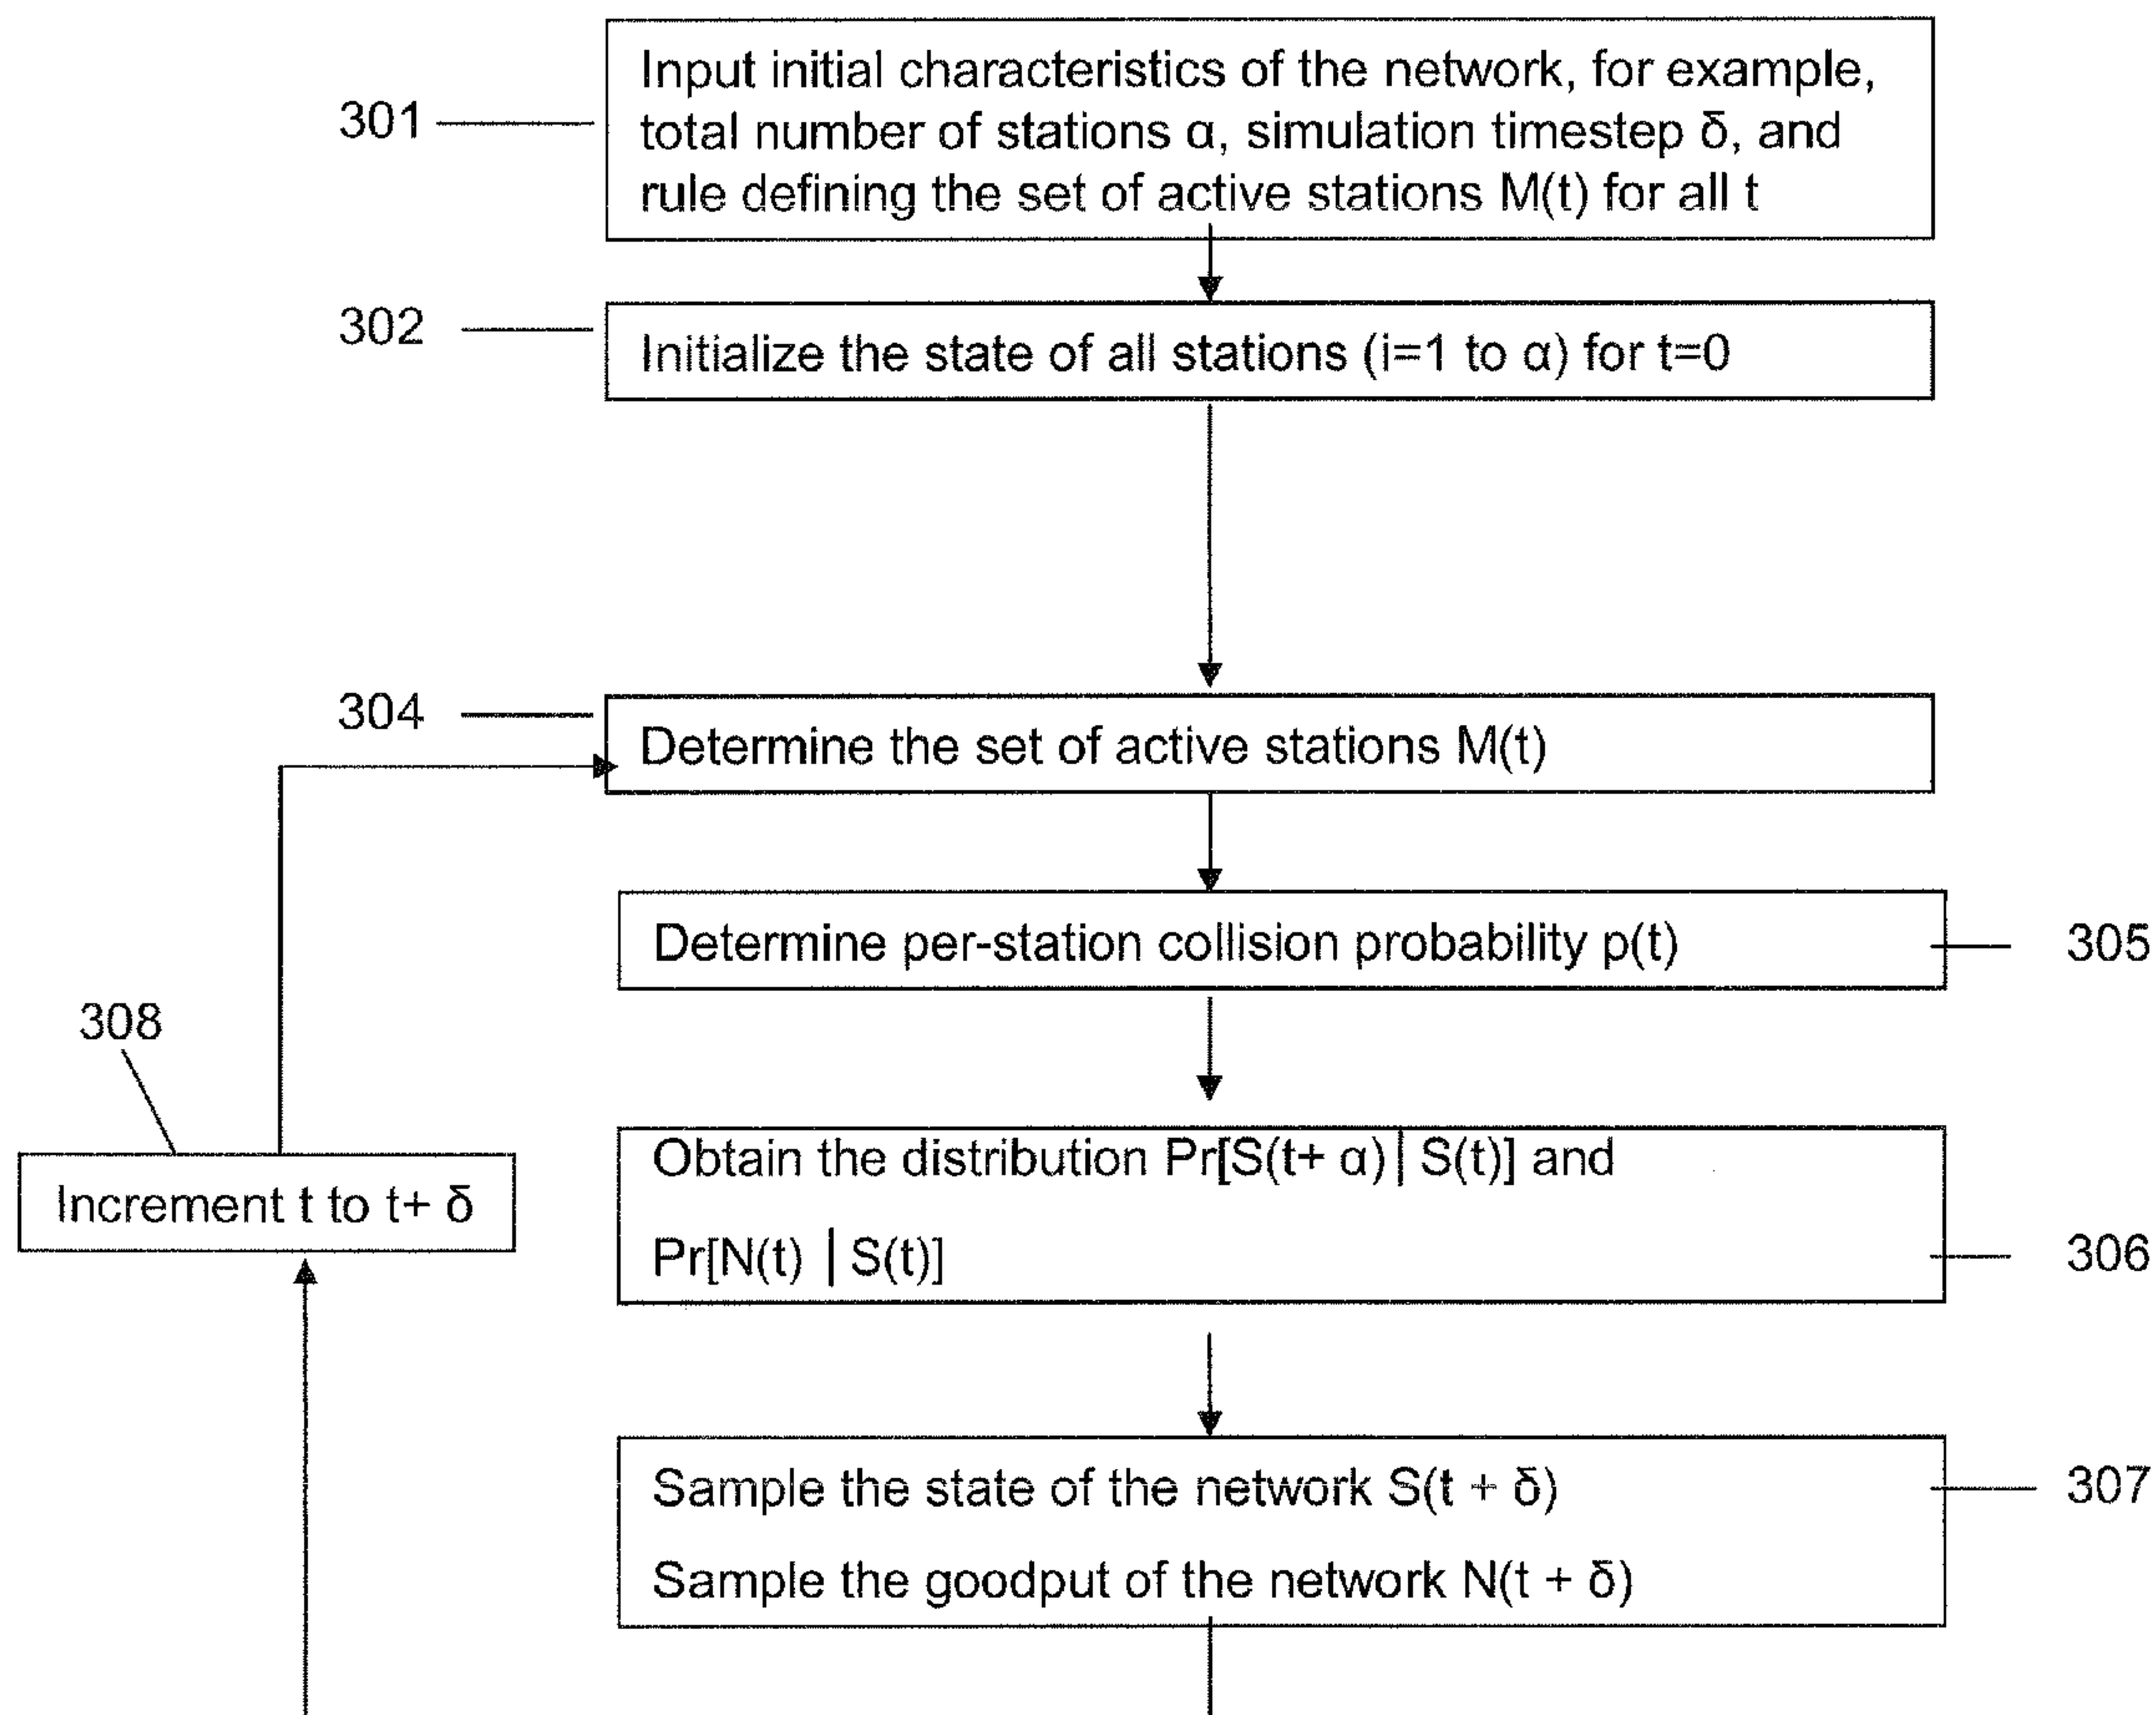 301
Input initial characteristics of the network, for example,
total number of stations α, simulation timestep δ, and
rule defining the set of active stations M(t) for all t
302
Initialize the state of all stations (i=1 to α) for t=0
304
Determine the set of active stations M(t)
Determine per-station collision probability p(t)
305
308
Increment t to t+ δ
Obtain the distribution Pr[S(t+ α)| S(t)] and
Pr[N(t) | S(t)]
306
Sample the state of the network S(t + δ)
307
Sample the goodput of the network N(t + δ)